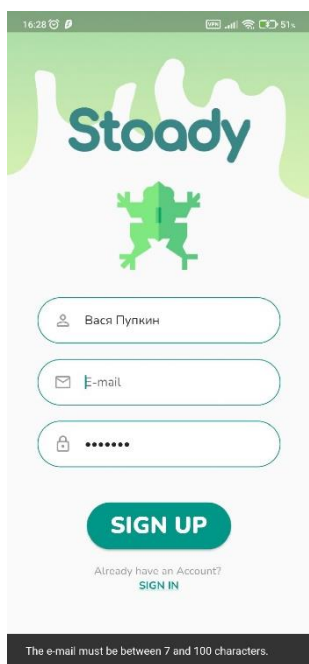 16:28
VPN 51%
Stoady
Вася Пупкин
E-mail
•••••••
SIGN UP
Already have an Account?
SIGN IN
The e-mail must be between 7 and 100 characters.